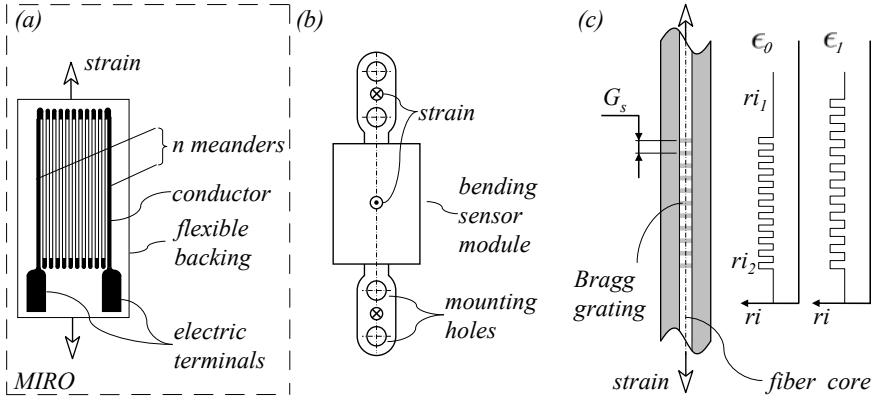 (a)
strain
n meanders
conductor
flexible
backing
electric
terminals
MIRO
(b)
strain
bending
sensor
module
mounting
holes
(c)
G_s
Bragg
grating
strain
fiber core
ϵ_0
ri_1
ri_2
ri
ϵ_1
ri